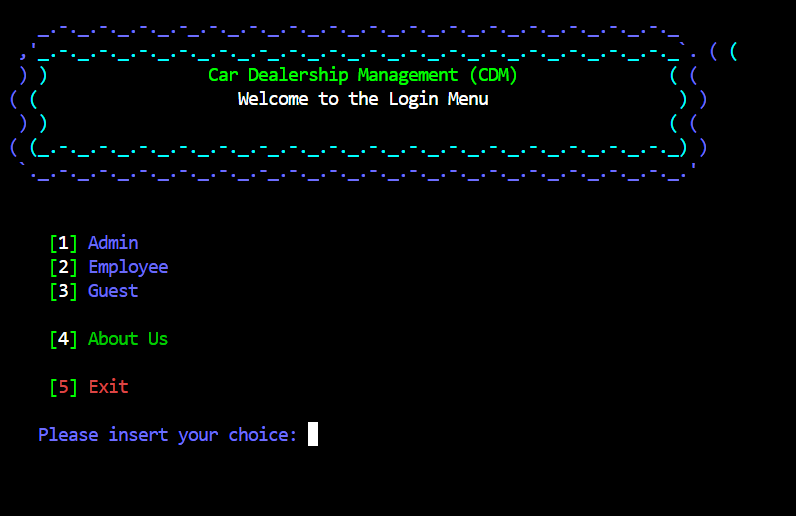 Car Dealership Management (CDM)
Welcome to the Login Menu
[1] Admin
[2] Employee
[3] Guest
[4] About Us
[5] Exit
Please insert your choice: